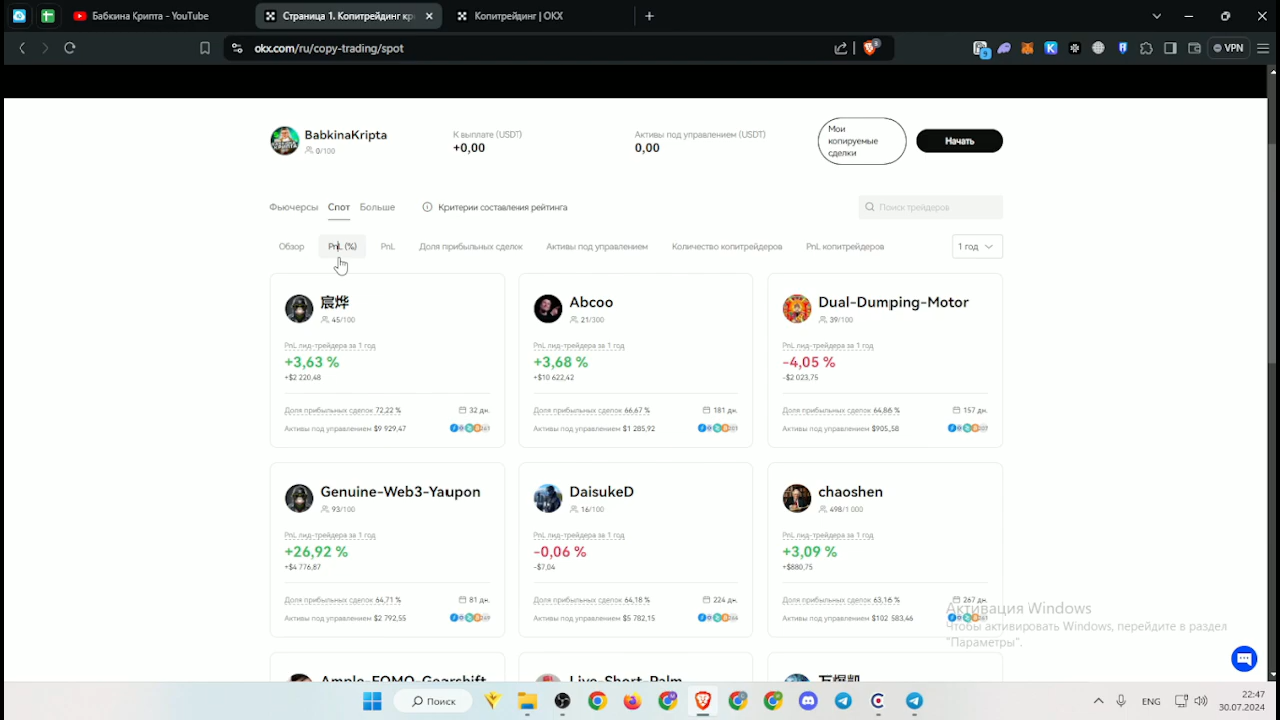 Бабкина Крипта - YouTube
Страница 1. Копитрейдинг кр
Копитрейдинг | OKX
okx.com/ru/copy-trading/spot
VPN
BabkinaKripta
0/100
К выплате (USDT)
+0,00
Активы под управлением (USDT)
0,00
Мои
копируемые
сделки
Начать
Фьючерсы Спот Больше Критерии составления рейтинга
Поиск трейдеров
Обзор PnL (%) PnL Доля прибыльных сделок Активы под управлением Количество копитрейдеров PnL копитрейдеров 1 год
宸烨
45/100
PnL лид-трейдера за 1 год
+3,63 %
+$2 220,48
Доля прибыльных сделок 72,22 % 32 дн.
Активы под управлением $9 929,47
Abcoo
21/300
PnL лид-трейдера за 1 год
+3,68 %
+$10 622,42
Доля прибыльных сделок 66,67 % 181 дн.
Активы под управлением $1 285,92
Dual-Dumping-Motor
39/100
PnL лид-трейдера за 1 год
-4,05 %
-$2 023,75
Доля прибыльных сделок 64,86 % 157 дн.
Активы под управлением $905,58
Genuine-Web3-Yaupon
93/100
PnL лид-трейдера за 1 год
+26,92 %
+$4 776,87
Доля прибыльных сделок 64,71 % 81 дн.
Активы под управлением $2 792,55
DaisukeD
16/100
PnL лид-трейдера за 1 год
-0,06 %
-$7,04
Доля прибыльных сделок 64,18 % 224 дн.
Активы под управлением $5 782,15
chaoshen
498/1 000
PnL лид-трейдера за 1 год
+3,09 %
+$880,75
Доля прибыльных сделок 63,16 % 267 дн.
Активы под управлением $102 583,46
Активация Windows
Чтобы активировать Windows, перейдите в раздел
"Параметры".
Ample-FOMO-Gearshift
Live-Short-Palm
万爆凯
Поиск
ENG
22:47
30.07.2024